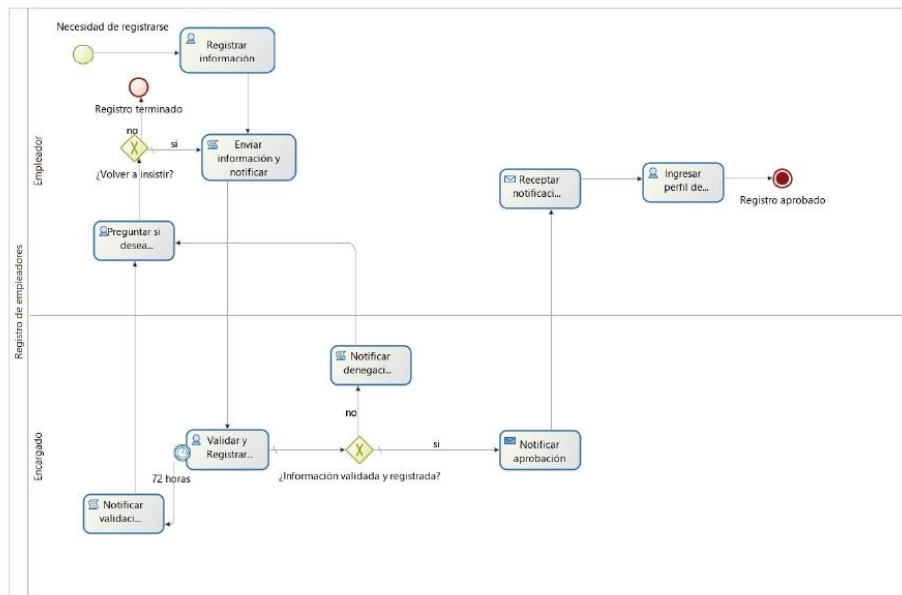 Registro de empleadores
Empleador
Necesidad de registrarse
Registrar
información
Registro terminado
no
si
¿Volver a insistir?
Enviar
información y
notificar
Preguntar si
desea...
Receptar
notificaci...
Ingresar
perfil de...
Registro aprobado
Encargado
Notificar
denegaci...
no
Validar y
Registrar...
si
¿Información validada y registrada?
Notificar
aprobación
72 horas
Notificar
validaci...